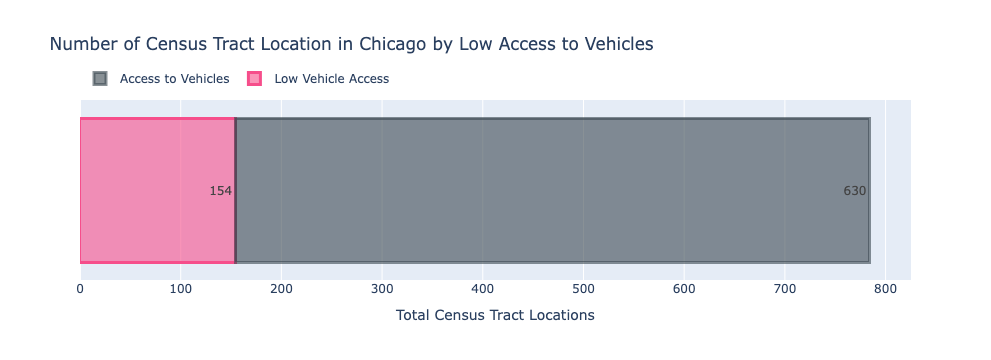 Number of Census Tract Location in Chicago by Low Access to Vehicles
Access to Vehicles Low Vehicle Access
154 630
0 100 200 300 400 500 600 700 800
Total Census Tract Locations